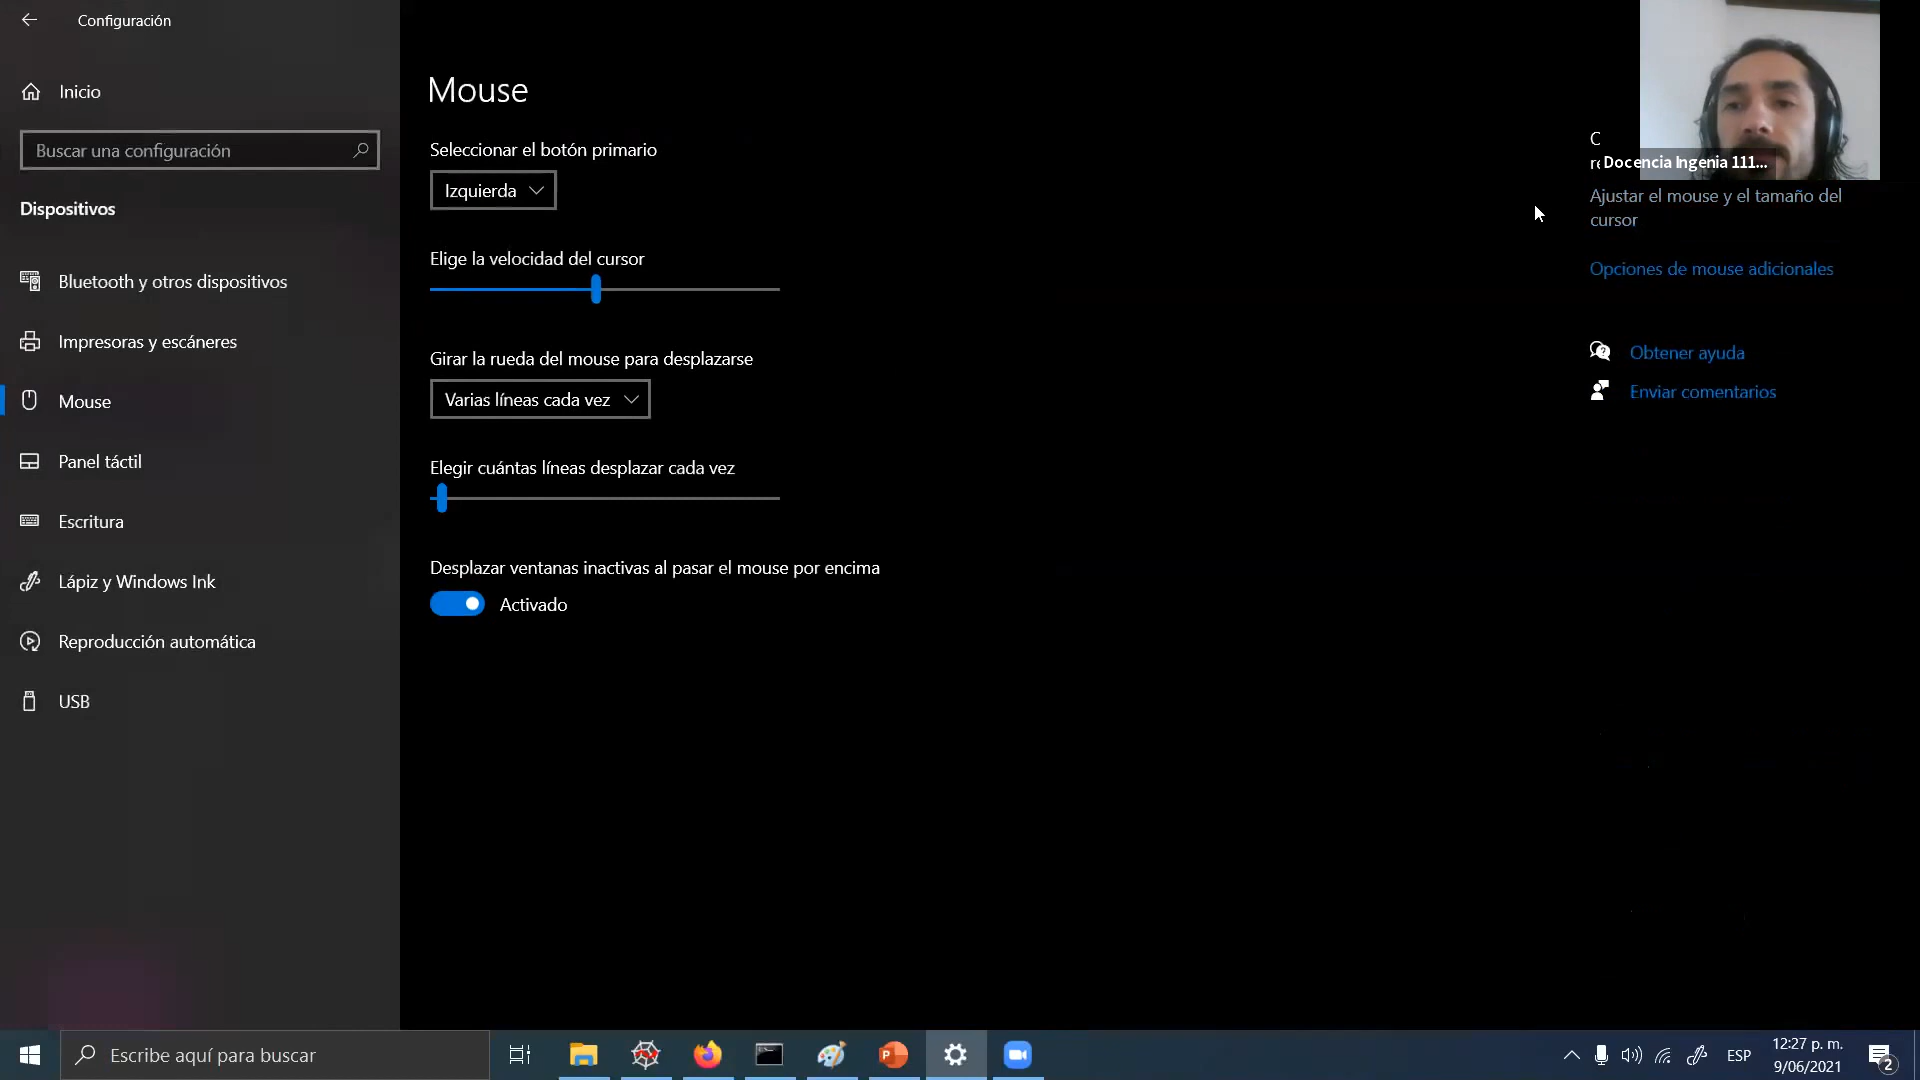 Configuración
Inicio
Buscar una configuración
Dispositivos
Bluetooth y otros dispositivos
Impresoras y escáneres
Mouse
Panel táctil
Escritura
Lápiz y Windows Ink
Reproducción automática
USB
Mouse
Seleccionar el botón primario
Izquierda
Elige la velocidad del cursor
Girar la rueda del mouse para desplazarse
Varias líneas cada vez
Elegir cuántas líneas desplazar cada vez
Desplazar ventanas inactivas al pasar el mouse por encima
Activado
Docencia Ingenia 111...
Ajustar el mouse y el tamaño del
cursor
Opciones de mouse adicionales
Obtener ayuda
Enviar comentarios
Escribe aquí para buscar
ESP
12:27 p. m.
9/06/2021
2